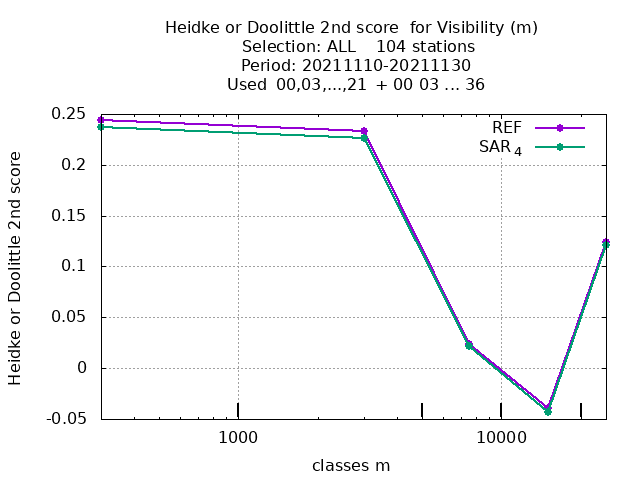 Heidke or Doolittle 2nd score  for Visibility (m)
Selection: ALL    104 stations
Period: 20211110-20211130
Used  00,03,...,21  + 00 03 ... 36
REF
SAR 4
0.25
0.2
0.15
0.1
0.05
0
-0.05
Heidke or Doolittle 2nd score
1000
10000
classes m